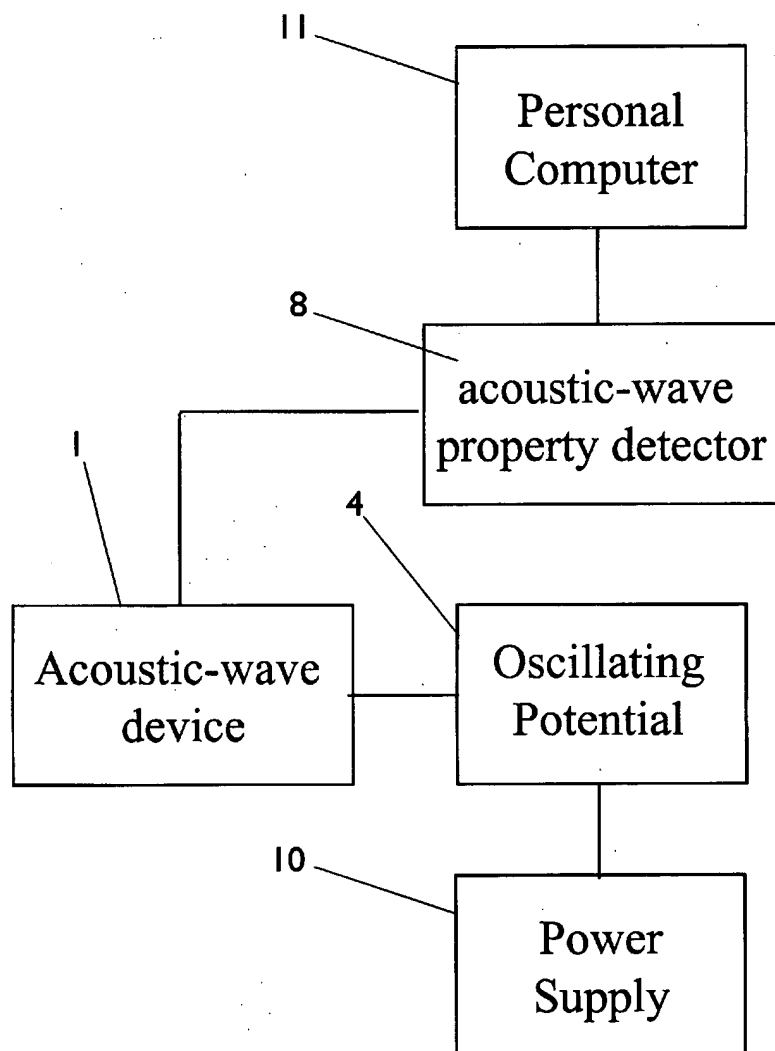 11
Personal
Computer
8
acoustic-wave
property detector
1
4
Acoustic-wave
device
Oscillating
Potential
10
Power
Supply